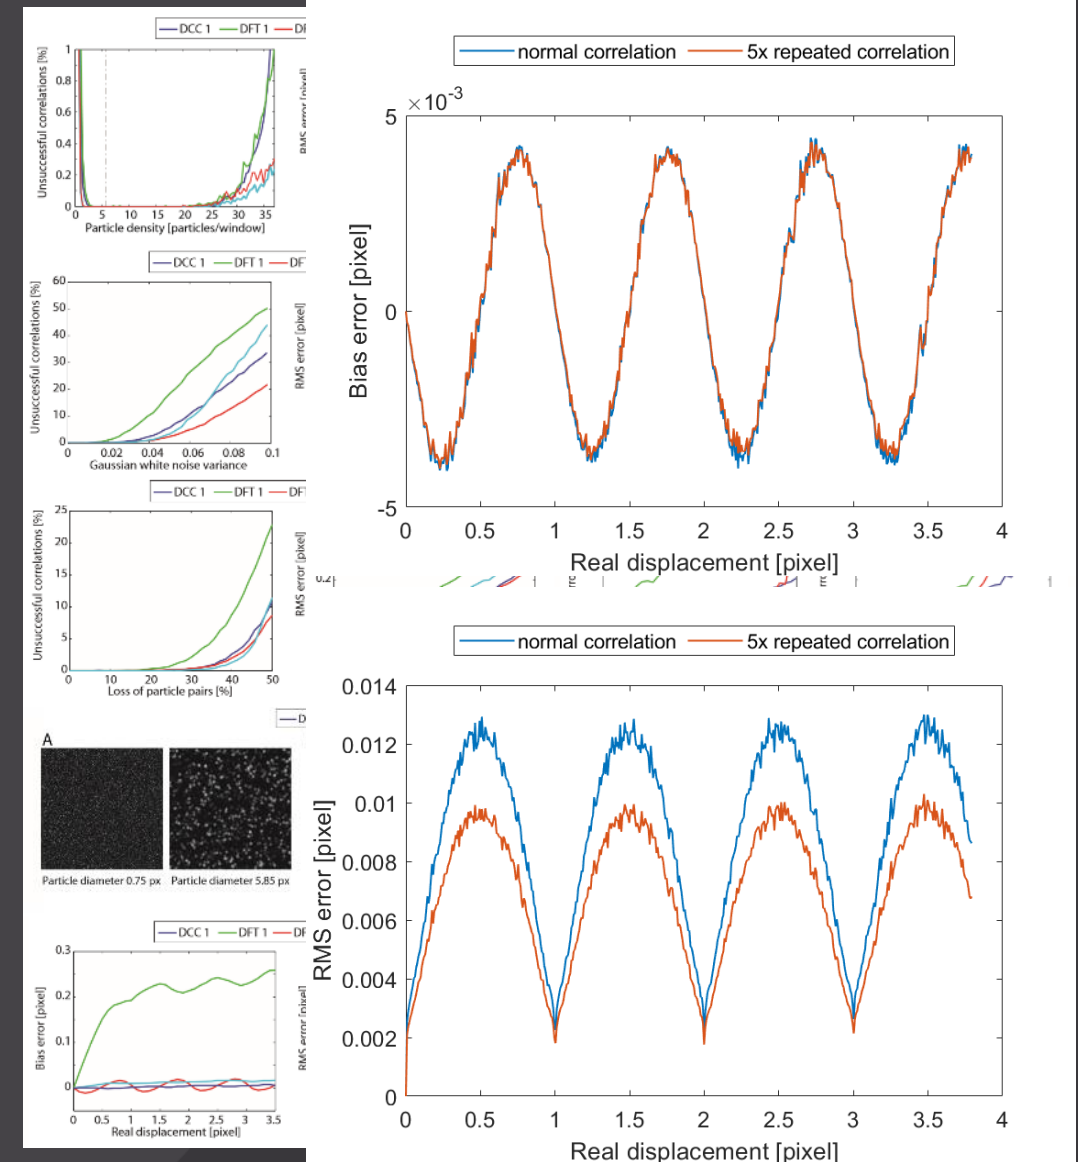 DCC 1 DFT 1
Unsuccessful correlations [%]
1
0.8
0.6
0.4
0.2
0
0 5 10 15 20 25 30 35
Particle density [particles/window]
RMS error [pixel]
DCC 1 DFT 1
Unsuccessful correlations [%]
60
50
40
30
20
10
0
0 0.02 0.04 0.06 0.08 0.1
Gaussian white noise variance
RMS error [pixel]
DCC 1 DFT 1
Unsuccessful correlations [%]
25
20
15
10
5
0
0 10 20 30 40 50
Loss of particle pairs [%]
RMS error [pixel]
A
Particle diameter 0.75 px Particle diameter 5.85 px
DCC 1 DFT 1
Bias error [pixel]
0.3
0.2
0.1
0
0 0.5 1 1.5 2 2.5 3 3.5
Real displacement [pixel]
RMS error [pixel]
normal correlation 5x repeated correlation
×10-3
Bias error [pixel]
5
0
-5
0 0.5 1 1.5 2 2.5 3 3.5 4
Real displacement [pixel]
normal correlation 5x repeated correlation
RMS error [pixel]
0.014
0.012
0.01
0.008
0.006
0.004
0.002
0
0 0.5 1 1.5 2 2.5 3 3.5 4
Real displacement [pixel]